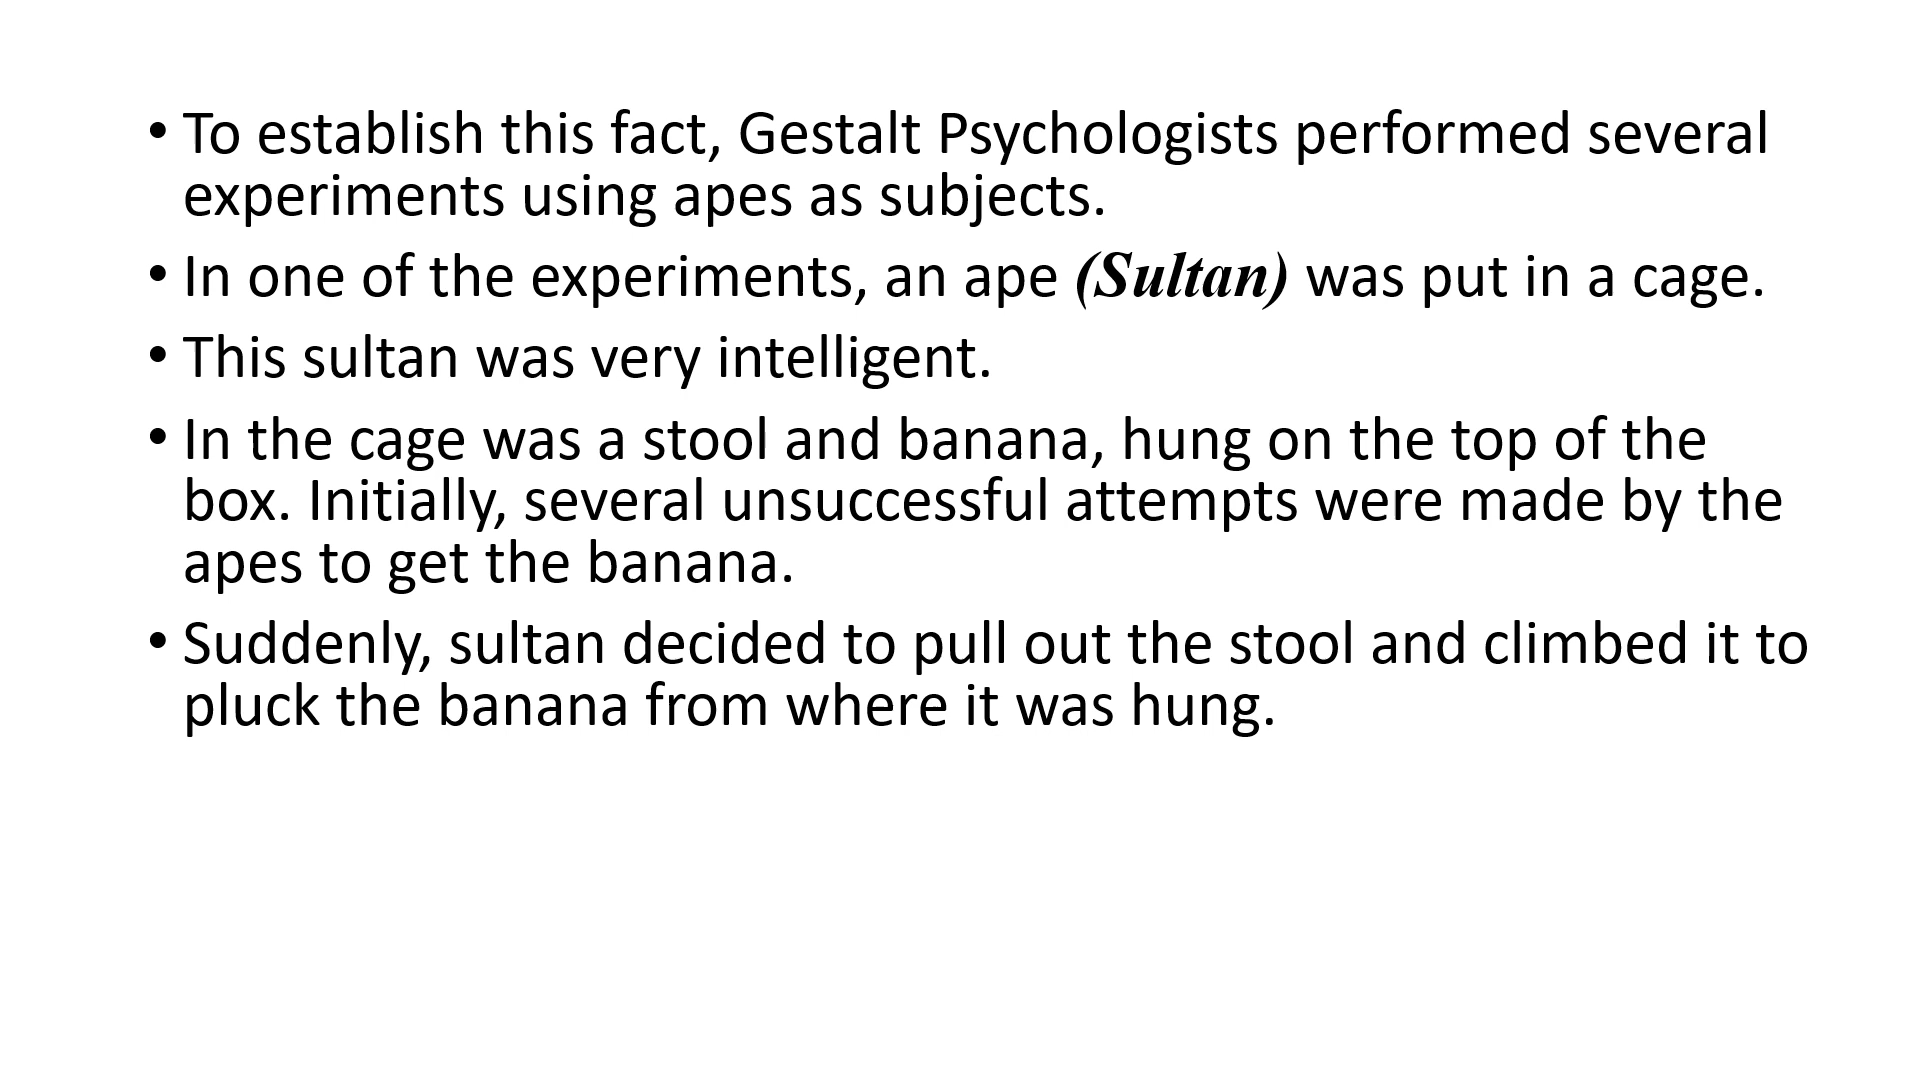 • To establish this fact, Gestalt Psychologists performed several
experiments using apes as subjects.
• In one of the experiments, an ape (Sultan) was put in a cage.
• This sultan was very intelligent.
• In the cage was a stool and banana, hung on the top of the
box. Initially, several unsuccessful attempts were made by the
apes to get the banana.
• Suddenly, sultan decided to pull out the stool and climbed it to
pluck the banana from where it was hung.